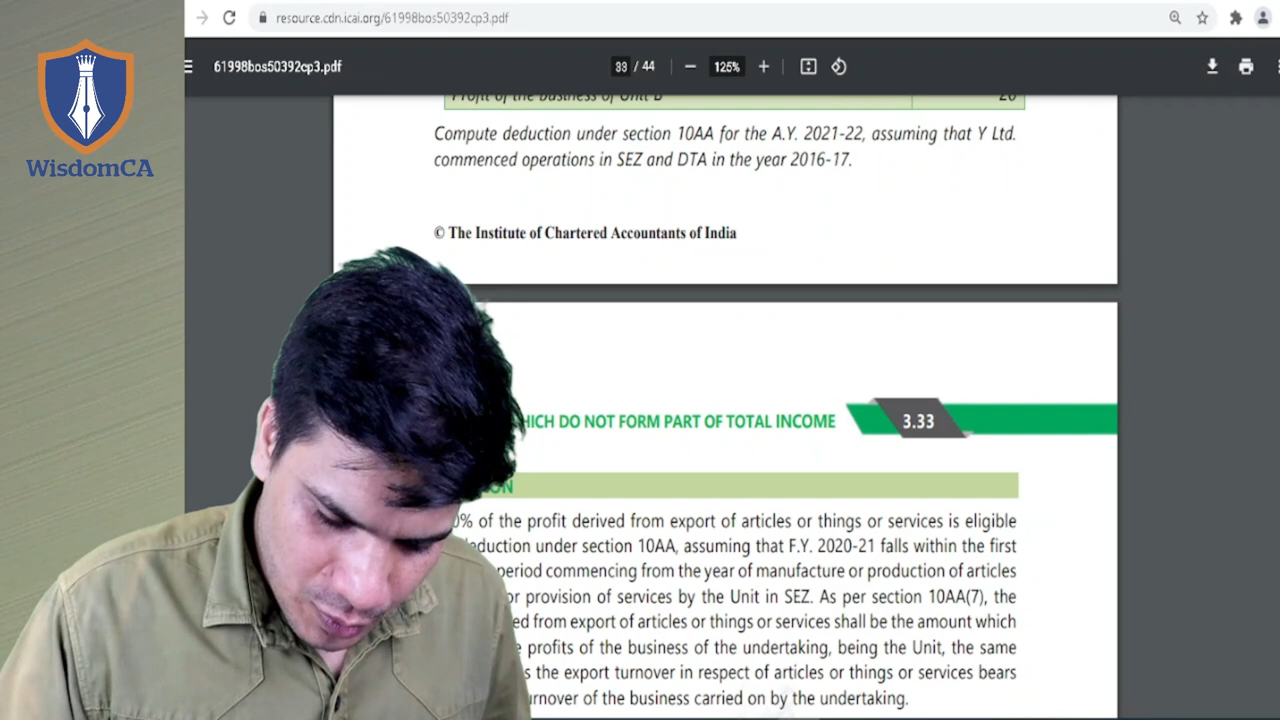 resource.cdn.icai.org/61998bos50392cp3.pdf
61998bos50392cp3.pdf
33 / 44
125%
WisdomCA
Profit of the business of Unit B
20
Compute deduction under section 10AA for the A.Y. 2021-22, assuming that Y Ltd.
commenced operations in SEZ and DTA in the year 2016-17.
© The Institute of Chartered Accountants of India
DO NOT FORM PART OF TOTAL INCOME
3.33
of the profit derived from export of articles or things or services is eligible
under section 10AA, assuming that F.Y. 2020-21 falls within the first
period commencing from the year of manufacture or production of articles
or provision of services by the Unit in SEZ. As per section 10AA(7), the
from export of articles or things or services shall be the amount which
profits of the business of the undertaking, being the Unit, the same
the export turnover in respect of articles or things or services bears
of the business carried on by the undertaking.